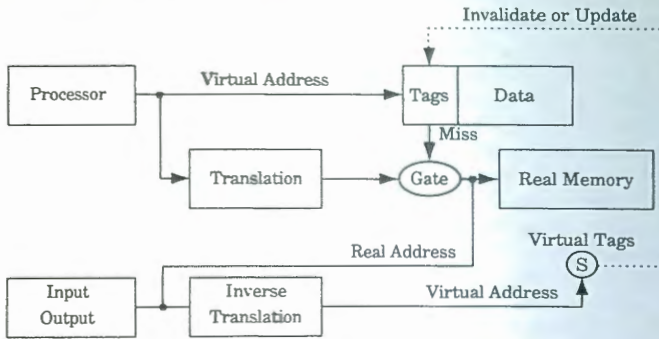 Invalidate or Update
Processor
Virtual Address
Tags
Data
Miss
Translation
Gate
Real Memory
Real Address
Virtual Tags
S
Input
Output
Inverse
Translation
Virtual Address